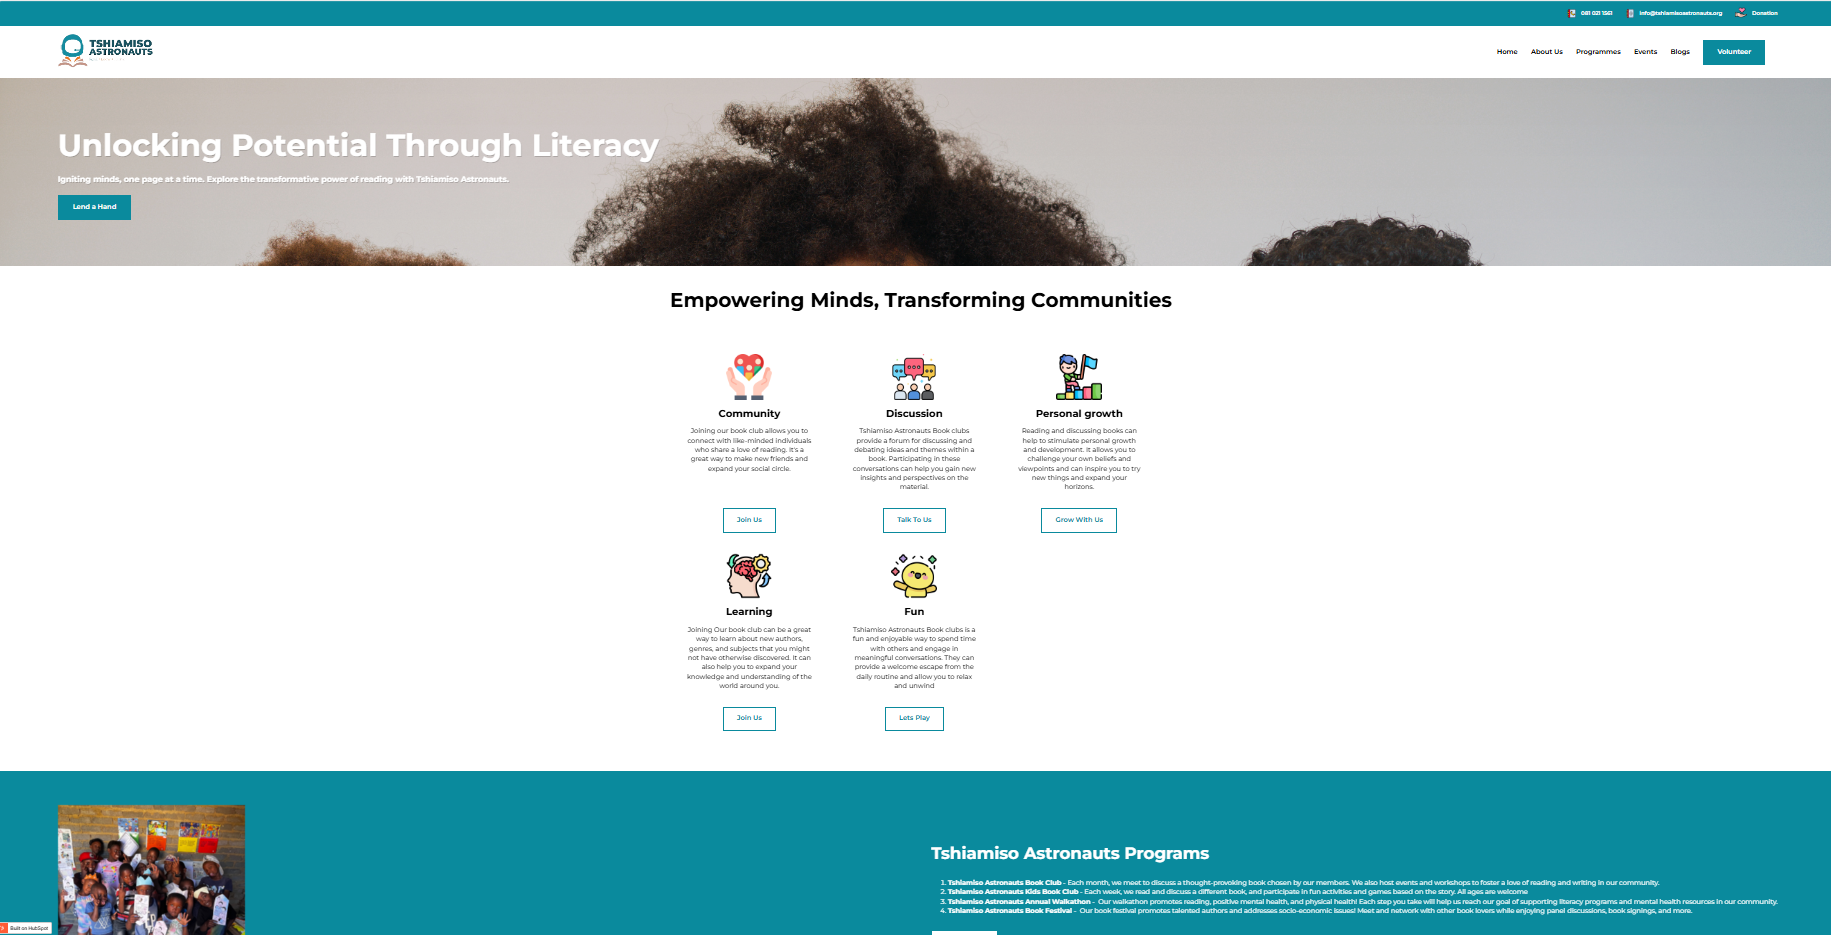 081 021 1561 info@tshiamisoastronauts.org Donation
TSHIAMISO
ASTRONAUTS
Home About Us Programmes Events Blogs Volunteer
Unlocking Potential Through Literacy
Igniting minds, one page at a time. Explore the transformative power of reading with Tshiamiso Astronauts.
Lend a Hand
Empowering Minds, Transforming Communities
Community
Joining our book club allows you to
connect with like-minded individuals
who share a love of reading. It's a
great way to make new friends and
expand your social circle.
Join Us
Discussion
Tshiamiso Astronauts Book clubs
provide a forum for discussing and
debating ideas and themes within a
book. Participating in these
conversations can help you gain new
insights and perspectives on the
material.
Talk To Us
Personal growth
Reading and discussing books can
help to stimulate personal growth
and development. It allows you to
challenge your own beliefs and
viewpoints and can inspire you to try
new things and expand your
horizons.
Grow With Us
Learning
Joining Our book club can be a great
way to learn about new authors,
genres, and subjects that you might
not have otherwise discovered. It can
also help you to expand your
knowledge and understanding of the
world around you.
Join Us
Fun
Tshiamiso Astronauts Book clubs is a
fun and enjoyable way to spend time
with others and engage in
meaningful conversations. They can
provide a welcome escape from the
daily routine and allow you to relax
and unwind
Lets Play
Tshiamiso Astronauts Programs
1. Tshiamiso Astronauts Book Club - Each month, we meet to discuss a thought-provoking book chosen by our members. We also host events and workshops to foster a love of reading and writing in our community.
2. Tshiamiso Astronauts Kids Book Club - Each week, we read and discuss a different book, and participate in fun activities and games based on the story. All ages are welcome
3. Tshiamiso Astronauts Annual Walkathon - Our walkathon promotes reading, positive mental health, and physical health! Each step you take will help us reach our goal of supporting literacy programs and mental health resources in our community.
4. Tshiamiso Astronauts Book Festival - Our book festival promotes talented authors and addresses socio-economic issues! Meet and network with other book lovers while enjoying panel discussions, book signings, and more.
Built on HubSpot